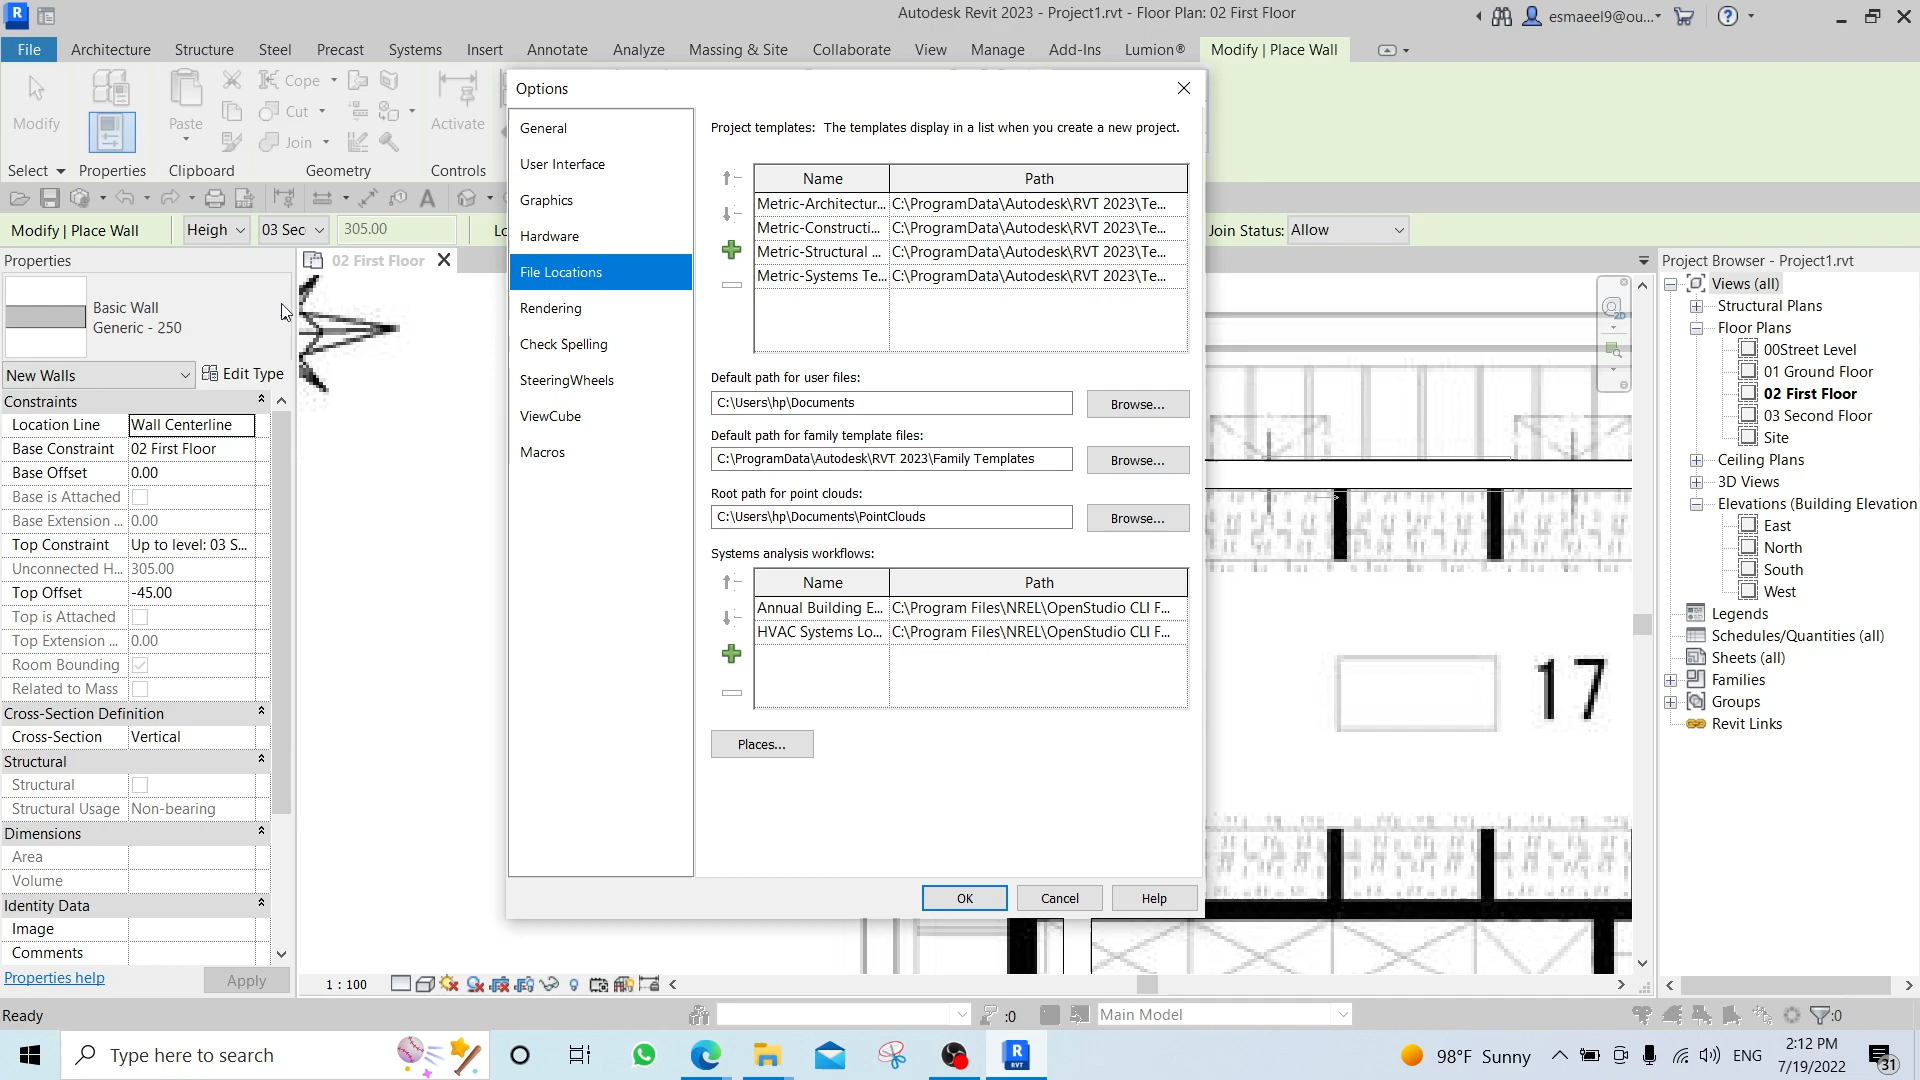 Autodesk Revit 2023 - Project1.rvt - Floor Plan: 02 First Floor
esmaeel9@ou...
File Architecture Structure Steel Precast Systems Insert Annotate Analyze Massing & Site Collaborate View Manage Add-Ins Lumion® Modify | Place Wall
Modify
Paste
Cope
Cut
Join
Activate
Select Properties Clipboard Geometry Controls
Modify | Place Wall
Heigh
03 Sec
305.00
Join Status: Allow
Properties
Basic Wall
Generic - 250
New Walls
Edit Type
Constraints
Location Line Wall Centerline
Base Constraint 02 First Floor
Base Offset 0.00
Base is Attached
Base Extension ... 0.00
Top Constraint Up to level: 03 S...
Unconnected H... 305.00
Top Offset -45.00
Top is Attached
Top Extension ... 0.00
Room Bounding
Related to Mass
Cross-Section Definition
Cross-Section Vertical
Structural
Structural
Structural Usage Non-bearing
Dimensions
Area
Volume
Identity Data
Image
Comments
Properties help
Apply
02 First Floor
Options
General
User Interface
Graphics
Hardware
File Locations
Rendering
Check Spelling
SteeringWheels
ViewCube
Macros
Project templates: The templates display in a list when you create a new project.
Name Path
Metric-Architectur... C:\ProgramData\Autodesk\RVT 2023\Te...
Metric-Constructi... C:\ProgramData\Autodesk\RVT 2023\Te...
Metric-Structural ... C:\ProgramData\Autodesk\RVT 2023\Te...
Metric-Systems Te... C:\ProgramData\Autodesk\RVT 2023\Te...
Default path for user files:
C:\Users\hp\Documents
Browse...
Default path for family template files:
C:\ProgramData\Autodesk\RVT 2023\Family Templates
Browse...
Root path for point clouds:
C:\Users\hp\Documents\PointClouds
Browse...
Systems analysis workflows:
Name Path
Annual Building E... C:\Program Files\NREL\OpenStudio CLI F...
HVAC Systems Lo... C:\Program Files\NREL\OpenStudio CLI F...
Places...
OK Cancel Help
17
Project Browser - Project1.rvt
Views (all)
Structural Plans
Floor Plans
00Street Level
01 Ground Floor
02 First Floor
03 Second Floor
Site
Ceiling Plans
3D Views
Elevations (Building Elevation
East
North
South
West
Legends
Schedules/Quantities (all)
Sheets (all)
Families
Groups
Revit Links
1 : 100
Ready
:0
Main Model
:0
Type here to search
98°F Sunny
ENG
2:12 PM
7/19/2022
31